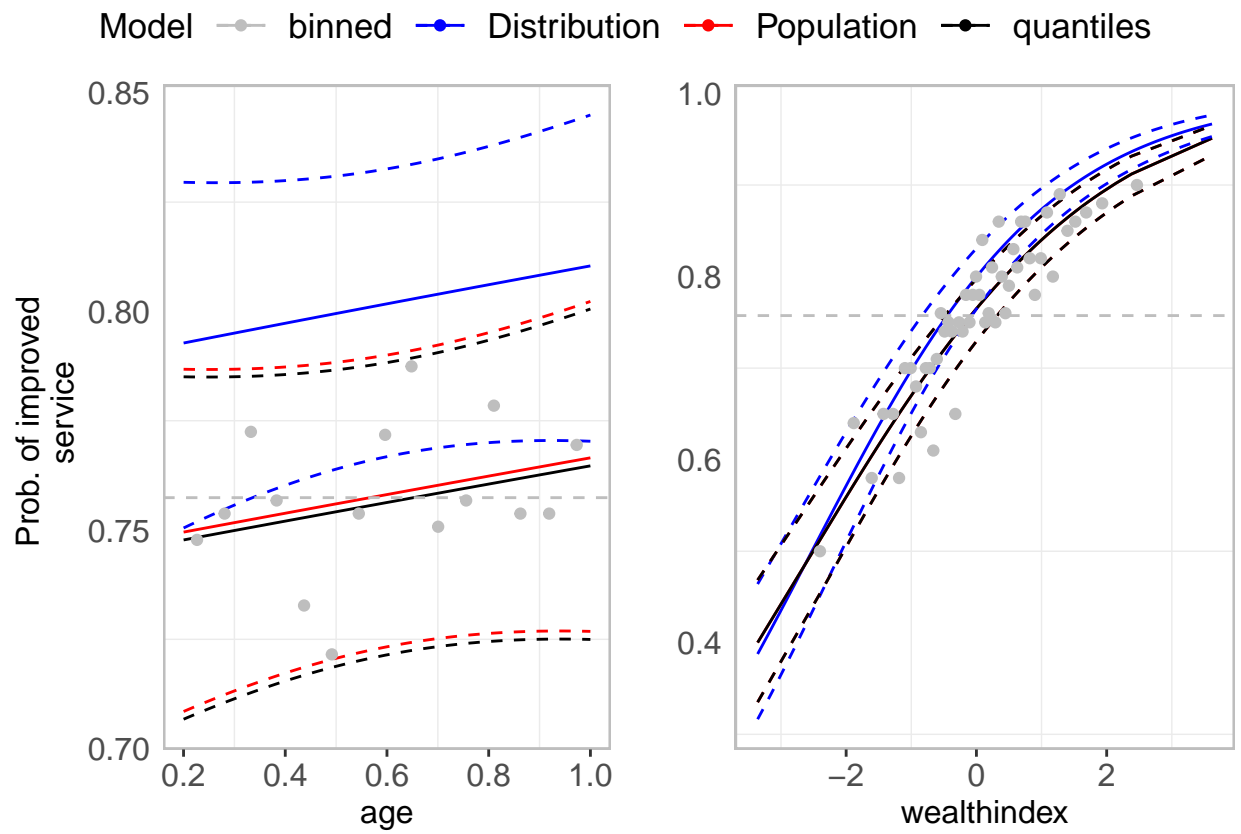 Model binned Distribution Population quantiles
Prob. of improved
service
0.85
0.80
0.75
0.70
0.2 0.4 0.6 0.8 1.0
age
1.0
0.8
0.6
0.4
−2 0 2
wealthindex